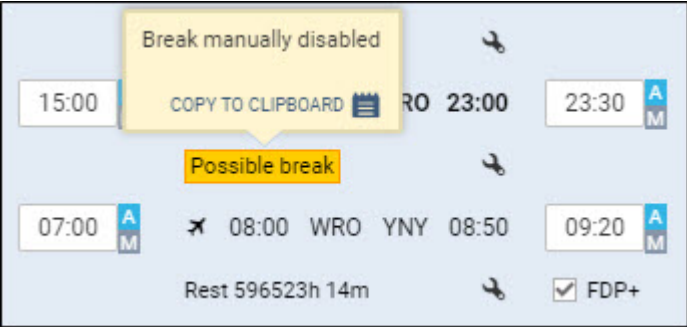 Break manually disabled
COPY TO CLIPBOARD
15:00 A RO 23:00 23:30 A M
Possible break
07:00 A M 08:00 WRO YNY 08:50 09:20 A M
Rest 596523h 14m FDP+